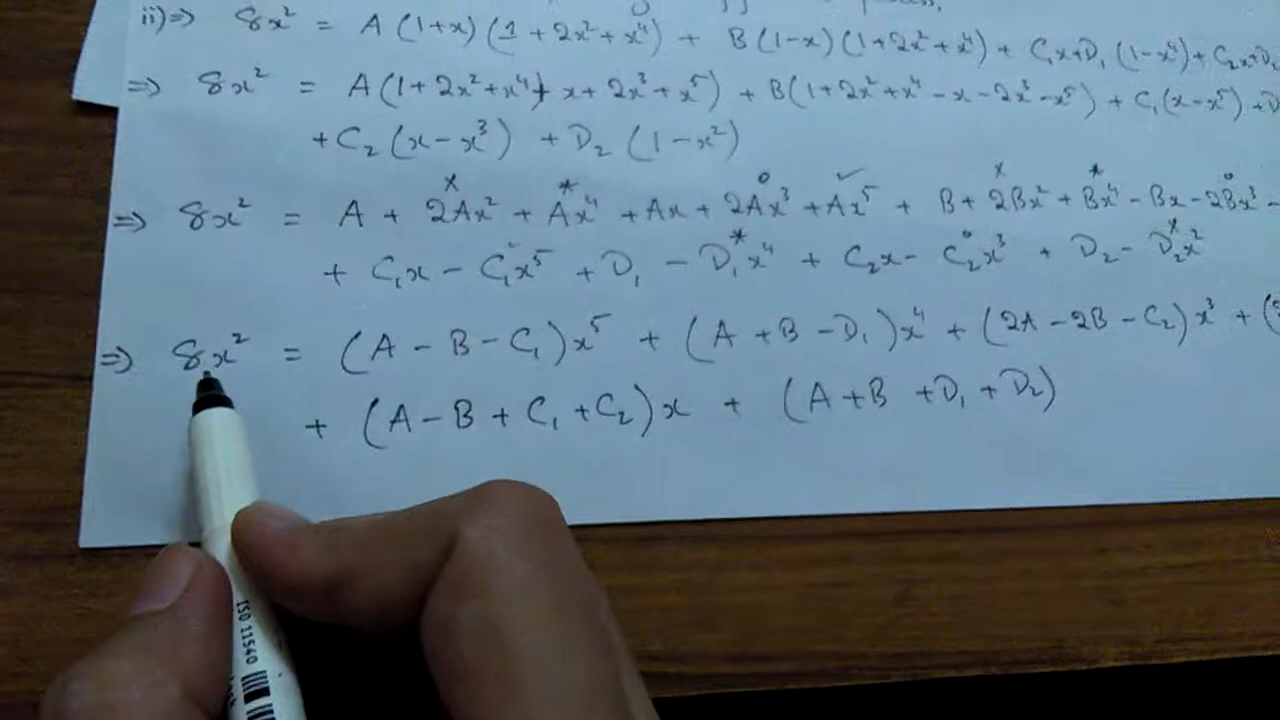 ii)⇒ 8x² = A (1+x) (1 + 2x² + x⁴) + B (1-x) (1+2x² + x⁴) + C₁x+D₁ (1-x⁴) + C₂x+D₂
⇒ 8x² = A(1+2x²+x⁴+x+2x³+x⁵) + B(1+2x²+x⁴-x-2x³-x⁵) + C₁(x-x⁵) + D
+ C₂ (x-x³) + D₂ (1-x²)
⇒ 8x² = A + 2Ax² + Ax⁴ + Ax + 2Ax³ + Ax⁵ + B + 2Bx² + Bx⁴ - Bx - 2Bx³ -
+ C₁x - C₁x⁵ + D₁ - D₁x⁴ + C₂x - C₂x³ + D₂ - D₂x²
⇒ 8x² = (A - B - C₁)x⁵ + (A + B - D₁)x⁴ + (2A - 2B - C₂)x³ + (
+ (A - B + C₁ + C₂)x + (A + B + D₁ + D₂)
ISO 11540